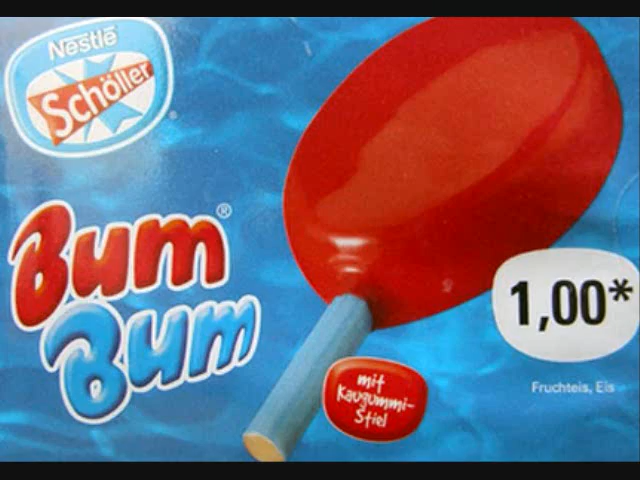 Nestlé
Schöller
Bum®
Bum
1,00*
mit
Kaugummi-
Stiel
Fruchteis, Eis